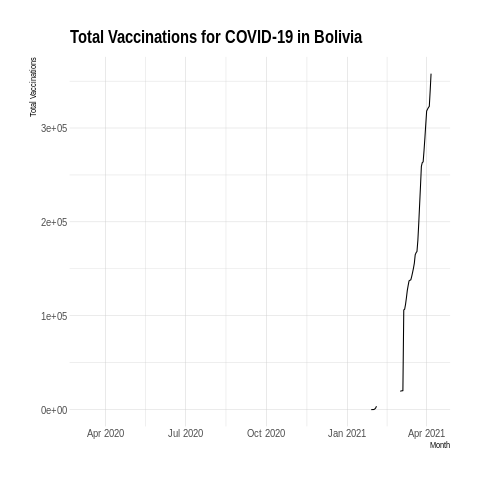 Total Vaccinations for COVID-19 in Bolivia
Total Vaccinations
3e+05
2e+05
1e+05
0e+00
Apr 2020 Jul 2020 Oct 2020 Jan 2021 Apr 2021
Month